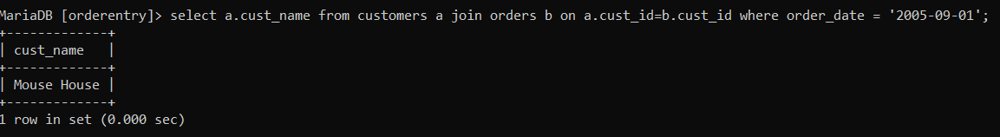 MariaDB [orderentry]> select a.cust_name from customers a join orders b on a.cust_id=b.cust_id where order_date = '2005-09-01';
+-------------+
| cust_name   |
+-------------+
| Mouse House |
+-------------+
1 row in set (0.000 sec)